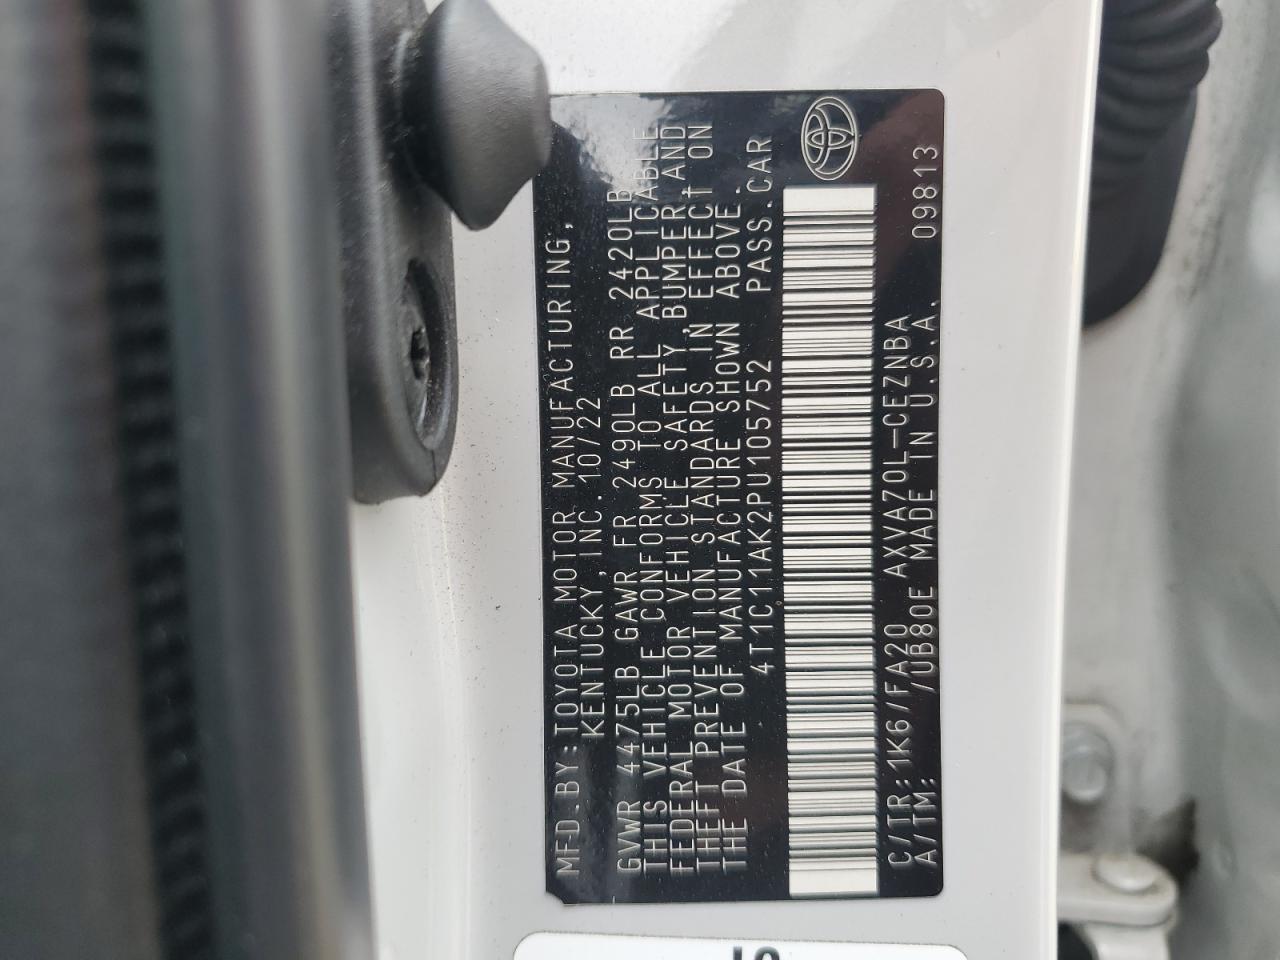 MFD.BY:TOYOTA MOTOR MANUFACTURING,
KENTUCKY,INC. 10/22
GVWR 4475LB GAWR FR 2490LB RR 2420LB
THIS VEHICLE CONFORMS TO ALL APPLICABLE
FEDERAL MOTOR VEHICLE SAFETY,BUMPER,AND
THEFT PREVENTION STANDARDS IN EFFECT ON
THE DATE OF MANUFACTURE SHOWN ABOVE.
4T1C11AK2PU105752 PASS.CAR
C/TR:1K6/FA20 AXVA70L-CEZNBA
A/TM: /UB80E MADE IN U.S.A. 09813